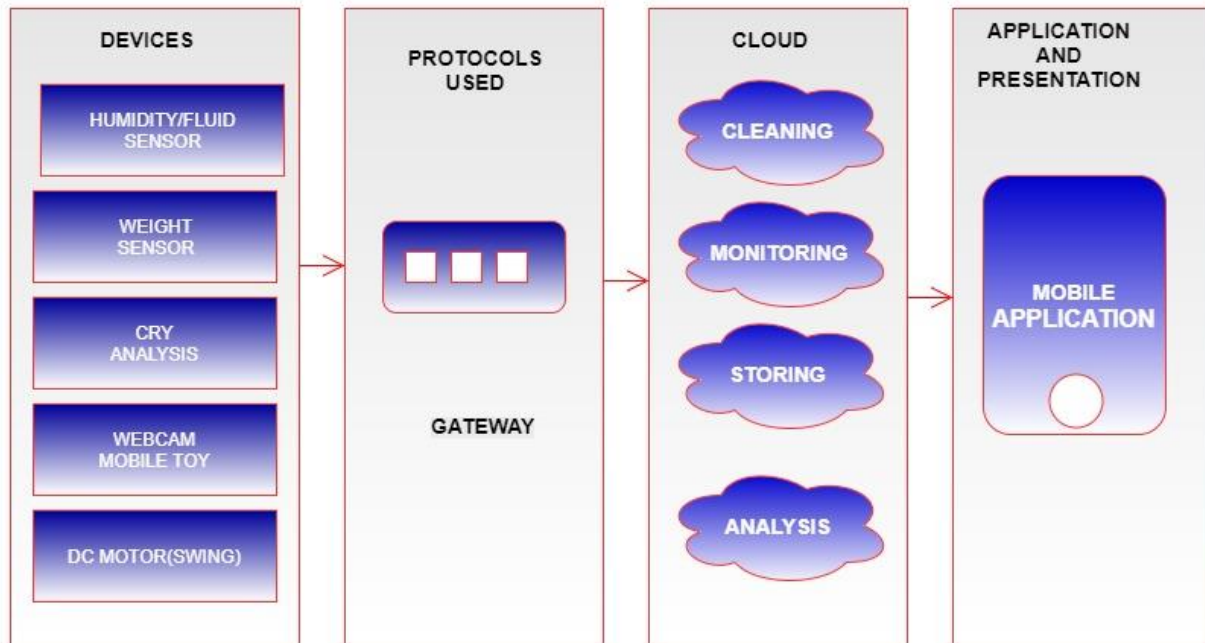 DEVICES
HUMIDITY/FLUID
SENSOR
WEIGHT
SENSOR
CRY
ANALYSIS
WEBCAM
MOBILE TOY
DC MOTOR(SWING)
PROTOCOLS
USED
GATEWAY
CLOUD
CLEANING
MONITORING
STORING
ANALYSIS
APPLICATION
AND
PRESENTATION
MOBILE
APPLICATION